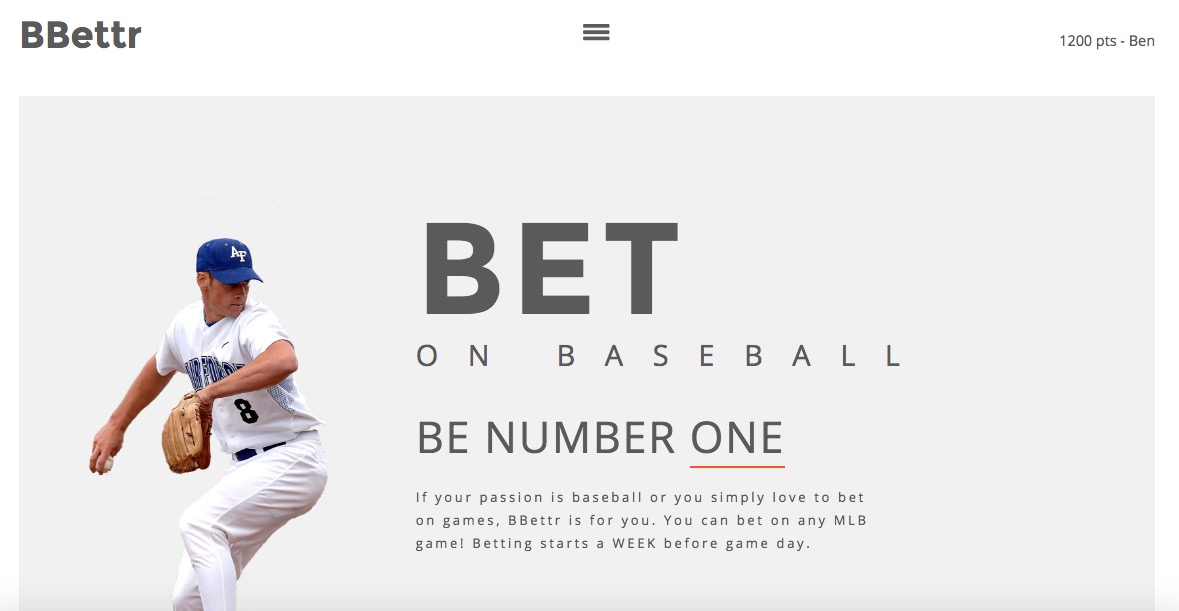 BBettr
1200 pts - Ben
AF
8
BET
ON BASEBALL
BE NUMBER ONE
If your passion is baseball or you simply love to bet
on games, BBettr is for you. You can bet on any MLB
game! Betting starts a WEEK before game day.